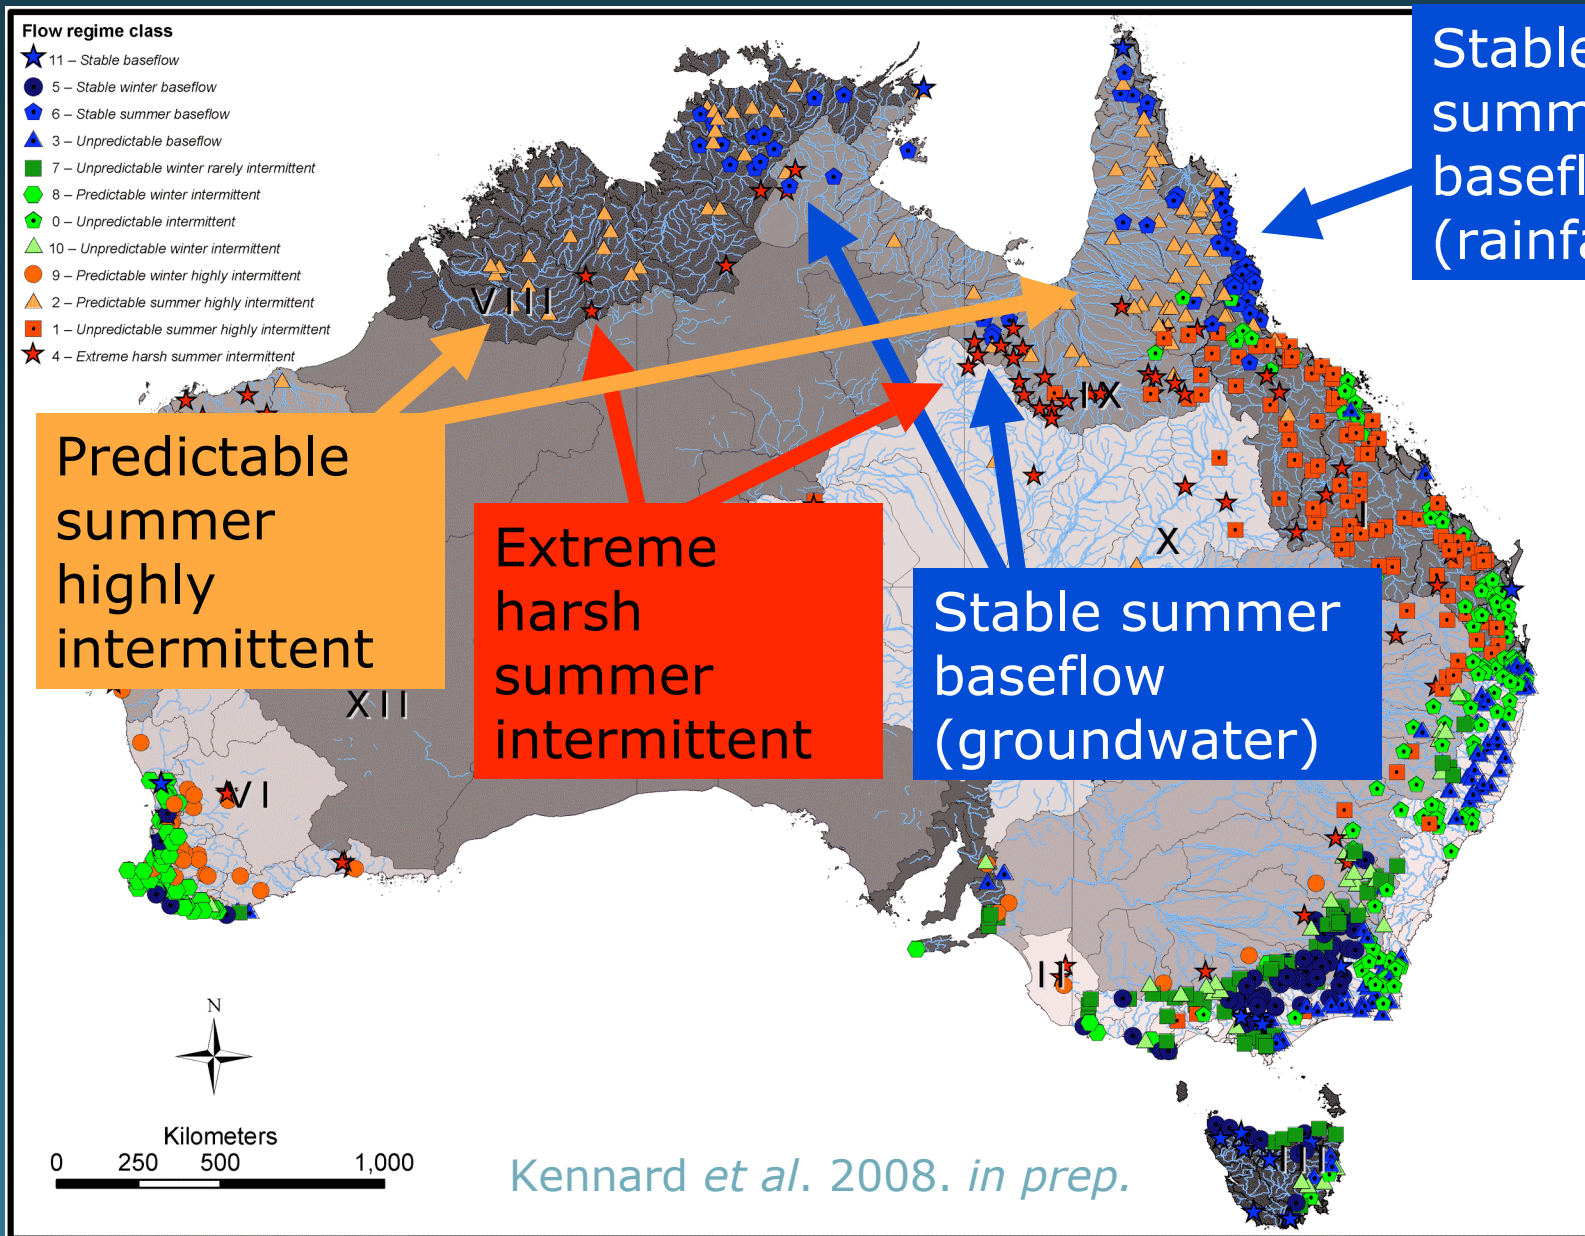 Flow regime class
11 – Stable baseflow
5 – Stable winter baseflow
6 – Stable summer baseflow
3 – Unpredictable baseflow
7 – Unpredictable winter rarely intermittent
8 – Predictable winter intermittent
0 – Unpredictable intermittent
10 – Unpredictable winter intermittent
9 – Predictable winter highly intermittent
2 – Predictable summer highly intermittent
1 – Unpredictable summer highly intermittent
4 – Extreme harsh summer intermittent
Stable
(
VIII
IX
I
X
Predictable
summer
highly
intermittent
Extreme
harsh
summer
intermittent
Stable summer
baseflow
(groundwater)
XII
VI
II
N
Kilometers
0 250 500 1,000
III
Kennard et al. 2008. in prep.